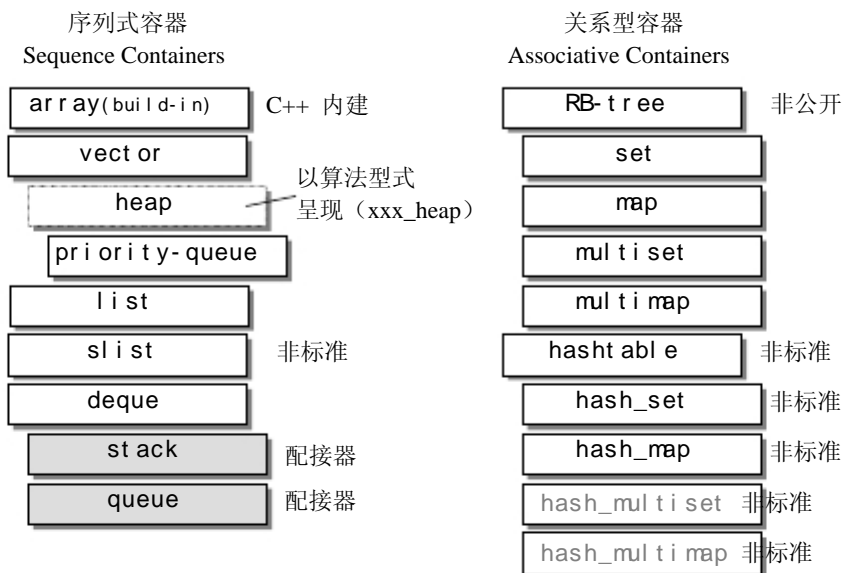 序列式容器
Sequence Containers
array(build-in)
C++ 内建
vector
heap
以算法型式
呈现（xxx_heap）
priority-queue
list
slist
非标准
deque
stack
配接器
queue
配接器
关系型容器
Associative Containers
RB-tree
非公开
set
map
multiset
multimap
hashtable
非标准
hash_set
非标准
hash_map
非标准
hash_multiset
非标准
hash_multimap
非标准